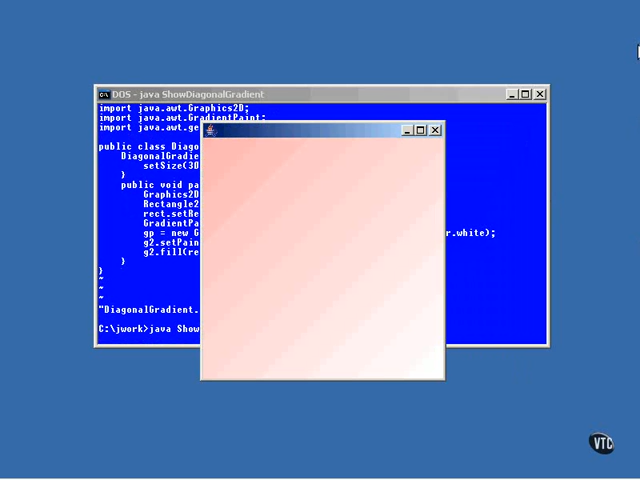 DOS - java ShowDiagonalGradient
import java.awt.Graphics2D;
import java.awt.GradientPaint;
import java.awt.ge
public class Diago
DiagonalGradie
setSize(30
}
public void pa
Graphics2D
Rectangle2
rect.setRe
GradientPa
gp = new G r.white);
g2.setPain
g2.fill(re
}
}
~
~
~
"DiagonalGradient.
C:\jwork>java Show
VTC